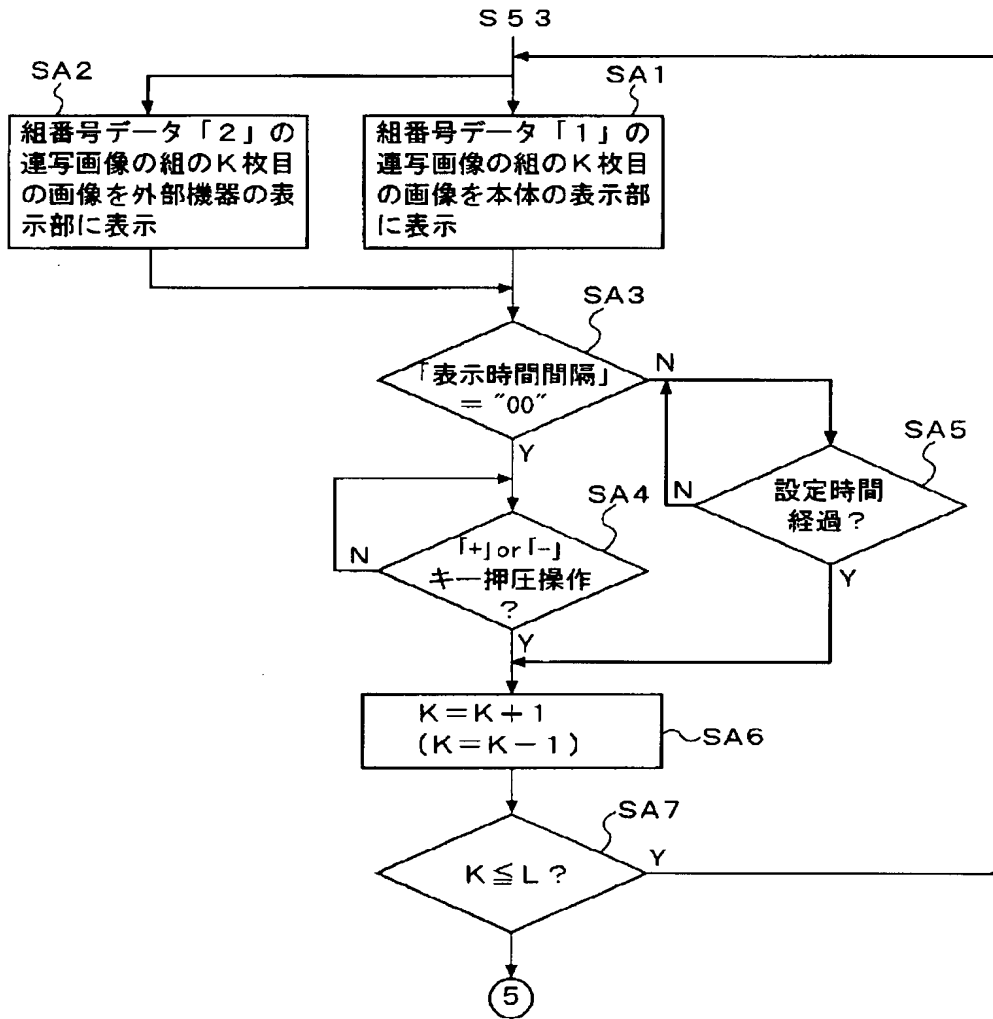 S53
SA2
組番号データ「2」の
連写画像の組のK枚目
の画像を外部機器の表
示部に表示
SA1
組番号データ「1」の
連写画像の組のK枚目
の画像を本体の表示部
に表示
SA3
「表示時間間隔」
= "00"
N
Y
SA5
設定時間
経過?
N
Y
SA4
「+」or「-」
キー押圧操作
?
N
Y
K=K+1
(K=K-1)
SA6
SA7
K≦L?
Y
5